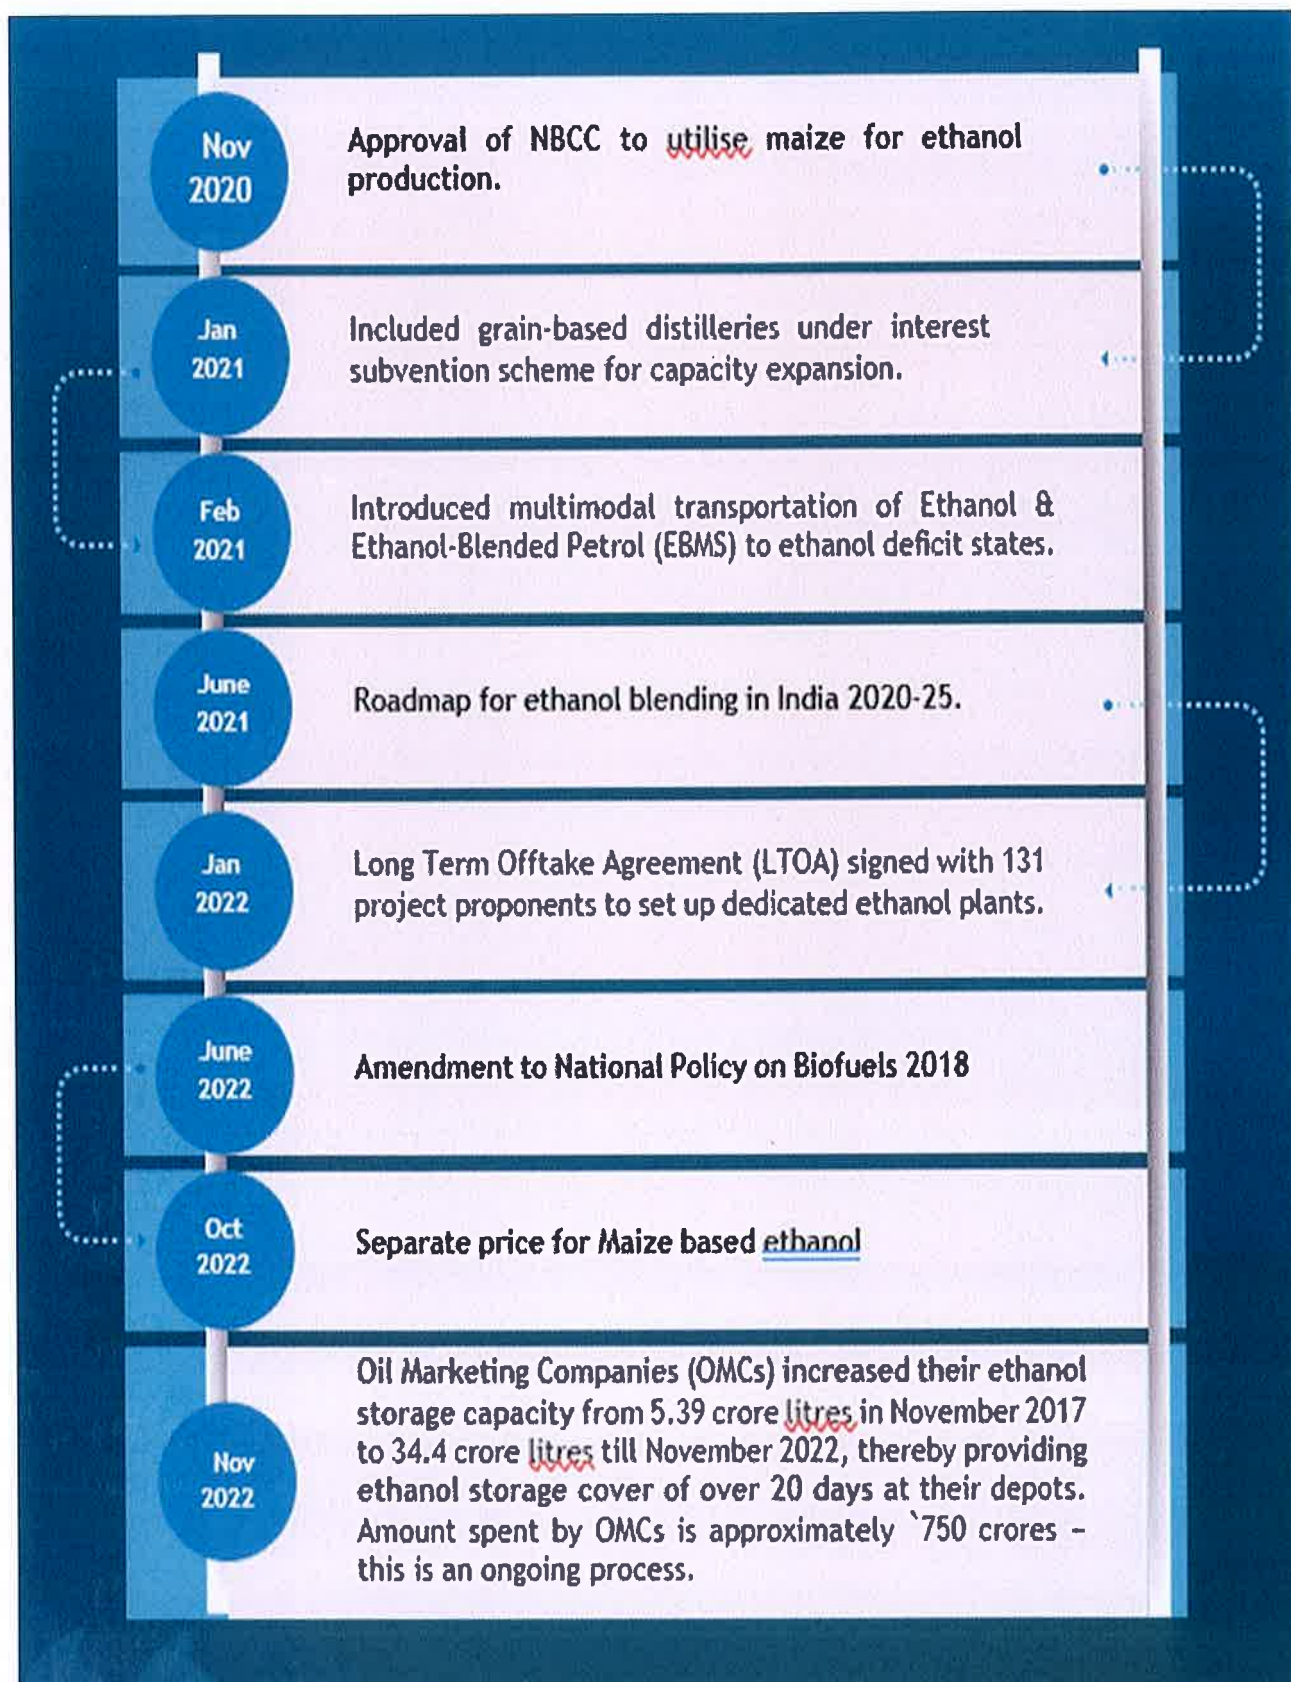 Nov
2020
Approval of NBCC to utilise maize for ethanol
production.
Jan
2021
Included grain-based distilleries under interest
subvention scheme for capacity expansion.
Feb
2021
Introduced multimodal transportation of Ethanol &
Ethanol-Blended Petrol (EBMS) to ethanol deficit states.
June
2021
Roadmap for ethanol blending in India 2020-25.
Jan
2022
Long Term Offtake Agreement (LTOA) signed with 131
project proponents to set up dedicated ethanol plants.
June
2022
Amendment to National Policy on Biofuels 2018
Oct
2022
Separate price for Maize based ethanol
Nov
2022
Oil Marketing Companies (OMCs) increased their ethanol
storage capacity from 5.39 crore litres in November 2017
to 34.4 crore litres till November 2022, thereby providing
ethanol storage cover of over 20 days at their depots.
Amount spent by OMCs is approximately `750 crores –
this is an ongoing process.